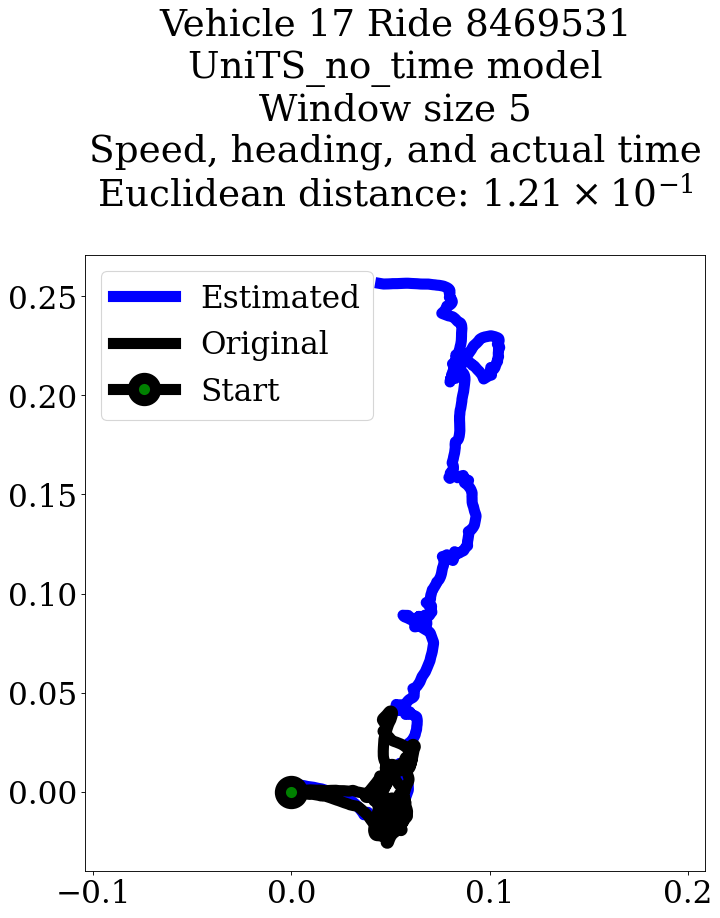 Vehicle 17 Ride 8469531
UniTS_no_time model
Window size 5
Speed, heading, and actual time
Euclidean distance: 1.21 × 10⁻¹
Estimated
Original
Start
0.25
0.20
0.15
0.10
0.05
0.00
−0.1 0.0 0.1 0.2